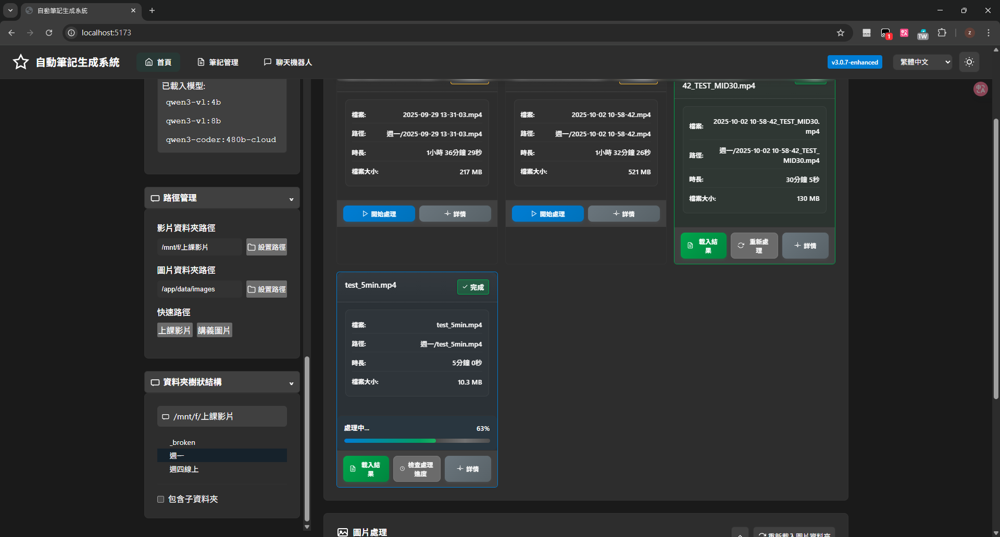 自動筆記生成系統
localhost:5173
1
TW
z
自動筆記生成系統
首頁
筆記管理
聊天機器人
v3.0.7-enhanced
繁體中文
已載入模型:
qwen3-vl:4b
qwen3-vl:8b
qwen3-coder:480b-cloud
路徑管理
影片資料夾路徑
/mnt/f/上課影片
設置路徑
圖片資料夾路徑
/app/data/images
設置路徑
快速路徑
上課影片
講義圖片
資料夾樹狀結構
/mnt/f/上課影片
_broken
週一
週四線上
包含子資料夾
檔案: 2025-09-29 13-31-03.mp4
路徑: 週一/2025-09-29 13-31-03.mp4
時長: 1小時 36分鐘 29秒
檔案大小: 217 MB
開始處理
詳情
檔案: 2025-10-02 10-58-42.mp4
路徑: 週一/2025-10-02 10-58-42.mp4
時長: 1小時 32分鐘 26秒
檔案大小: 521 MB
開始處理
詳情
42_TEST_MID30.mp4
檔案: 2025-10-02 10-58-42_TEST_MID30.
mp4
路徑: 週一/2025-10-02 10-58-42_TEST_
MID30.mp4
時長: 30分鐘 5秒
檔案大小: 130 MB
載入結
果
重新處
理
詳情
test_5min.mp4
完成
檔案: test_5min.mp4
路徑: 週一/test_5min.mp4
時長: 5分鐘 0秒
檔案大小: 10.3 MB
處理中... 63%
載入結
果
檢查處理
進度
詳情
圖片處理
重新載入圖片資料夾